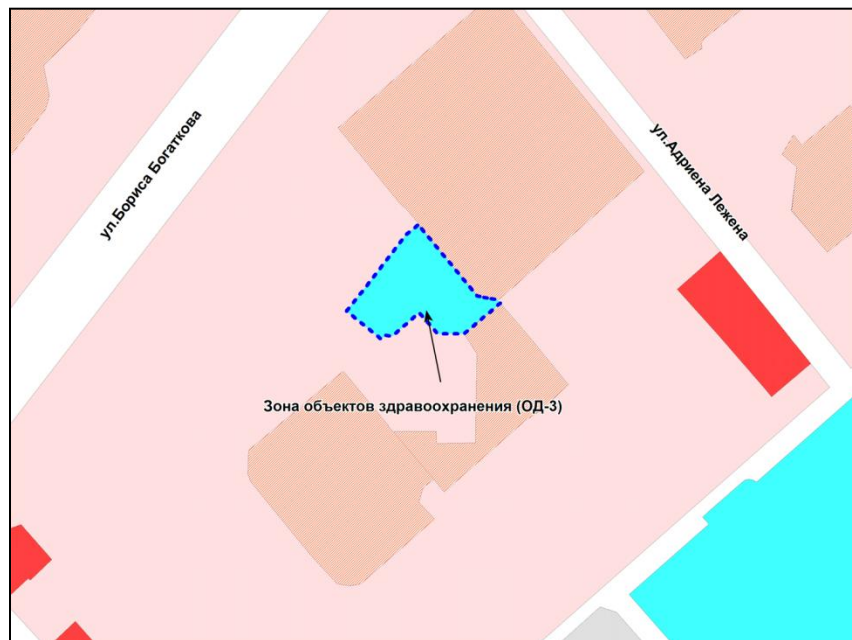 ул.Бориса Богаткова
ул.Адриена Лежена
Зона объектов здравоохранения (ОД-3)